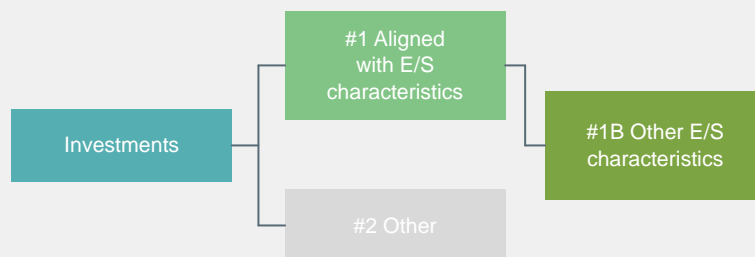 Investments
#1 Aligned
with E/S
characteristics
#2 Other
#1B Other E/S
characteristics